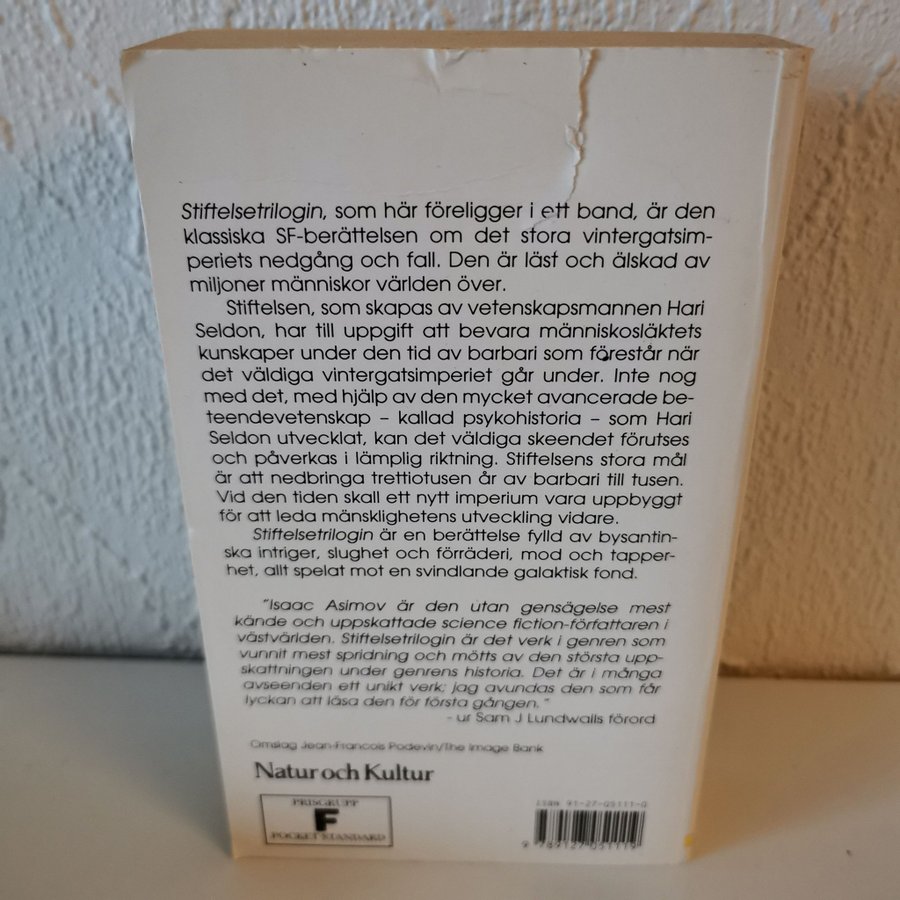 Stiftelsetrilogin, som här föreligger i ett band, är den
klassiska SF-berättelsen om det stora vintergatsim-
periets nedgång och fall. Den är läst och älskad av
miljoner människor världen över.
Stiftelsen, som skapas av vetenskapsmannen Hari
Seldon, har till uppgift att bevara människosläktets
kunskaper under den tid av barbari som förestår när
det väldiga vintergatsimperiet går under. Inte nog
med det, med hjälp av den mycket avancerade be-
teendevetenskap – kallad psykohistoria – som Hari
Seldon utvecklat, kan det väldiga skeendet förutses
och påverkas i lämplig riktning. Stiftelsens stora mål
är att nedbringa trettiotusen år av barbari till tusen.
Vid den tiden skall ett nytt imperium vara uppbyggt
för att leda mänsklighetens utveckling vidare.
Stiftelsetrilogin är en berättelse fylld av bysantin-
ska intriger, slughet och förräderi, mod och tapper-
het, allt spelat mot en svindlande galaktisk fond.
"Isaac Asimov är den utan gensägelse mest
kände och uppskattade science fiction-författaren i
västvärlden. Stiftelsetrilogin är det verk i genren som
vunnit mest spridning och mötts av den största upp-
skattningen under genrens historia. Det är i många
avseenden ett unikt verk; jag avundas den som får
lyckan att läsa den för första gången."
- ur Sam J Lundwalls förord
Omslag Jean-Francois Podevin/The Image Bank
Natur och Kultur
PRISGRUPP
F
POCKET STANDARD
ISBN 91-27-05111-0
9 789127 051119